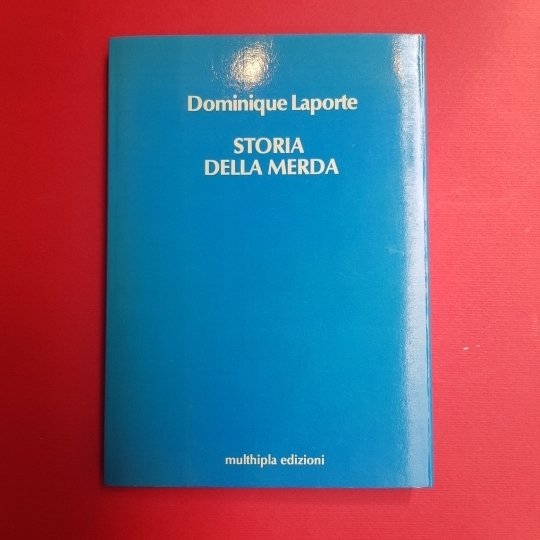 Dominique Laporte
STORIA
DELLA MERDA
multhipla edizioni